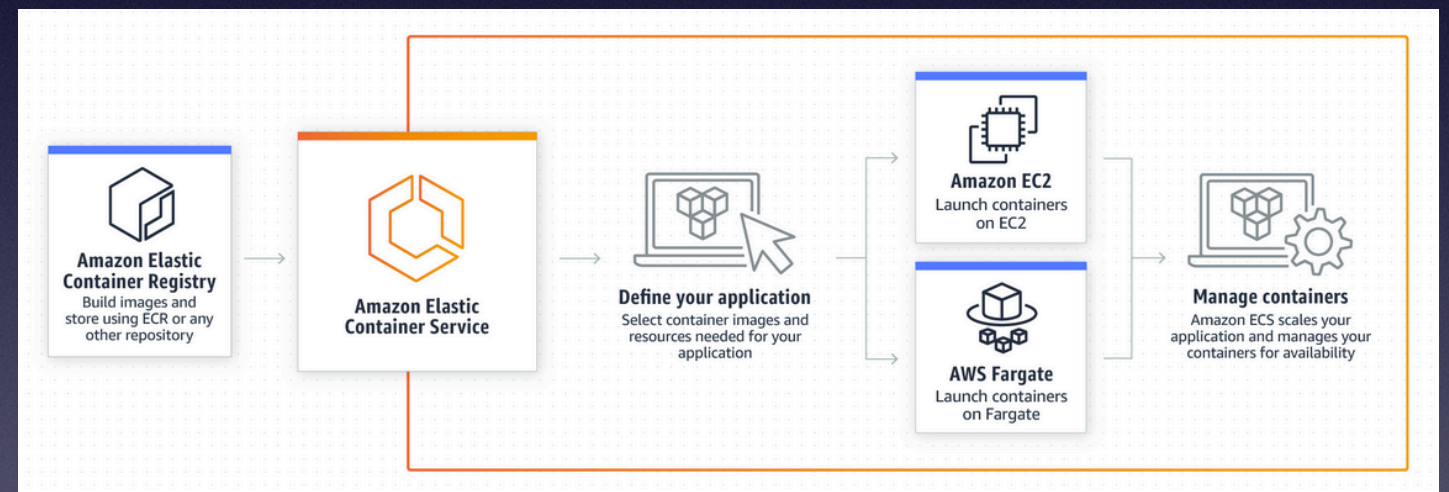 Amazon Elastic
Container Registry
Build images and
store using ECR or any
other repository
Amazon Elastic
Container Service
Define your application
Select container images and
resources needed for your
application
Amazon EC2
Launch containers
on EC2
AWS Fargate
Launch containers
on Fargate
Manage containers
Amazon ECS scales your
application and manages your
containers for availability